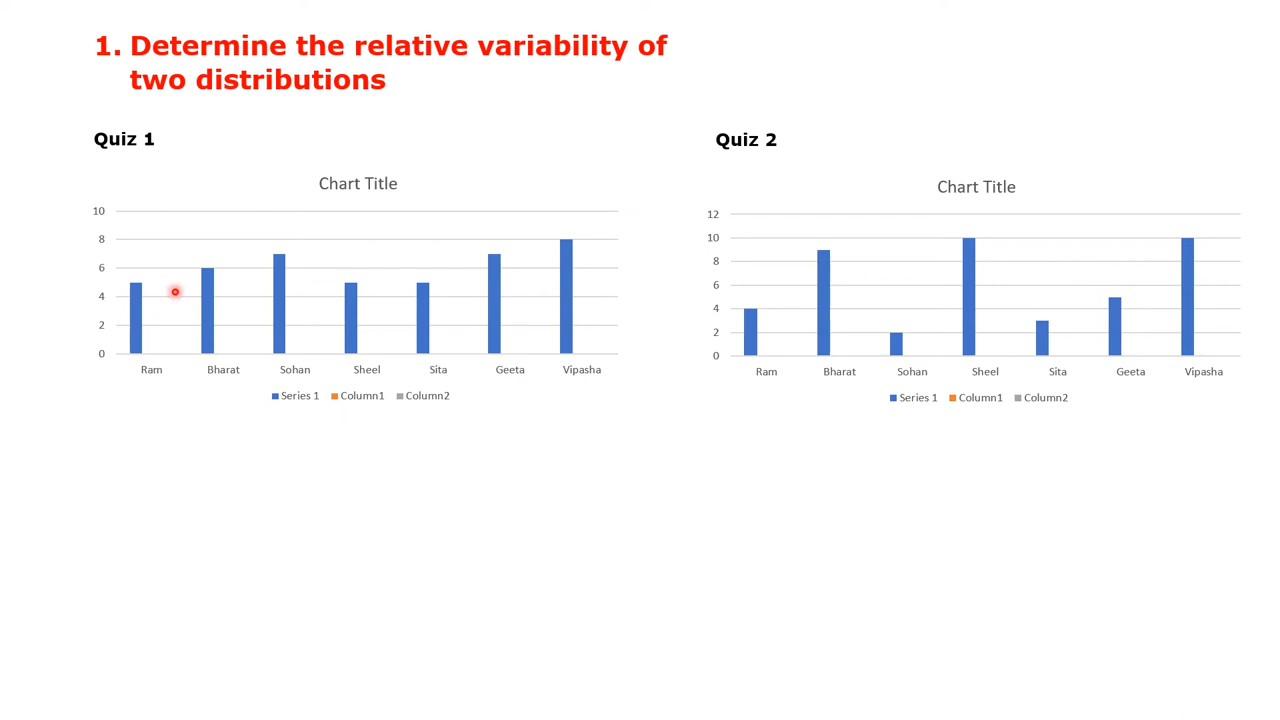 1. Determine the relative variability of
two distributions
Quiz 1
Chart Title
10
8
6
4
2
0
Ram Bharat Sohan Sheel Sita Geeta Vipasha
Series 1 Column1 Column2
Quiz 2
Chart Title
12
10
8
6
4
2
0
Ram Bharat Sohan Sheel Sita Geeta Vipasha
Series 1 Column1 Column2